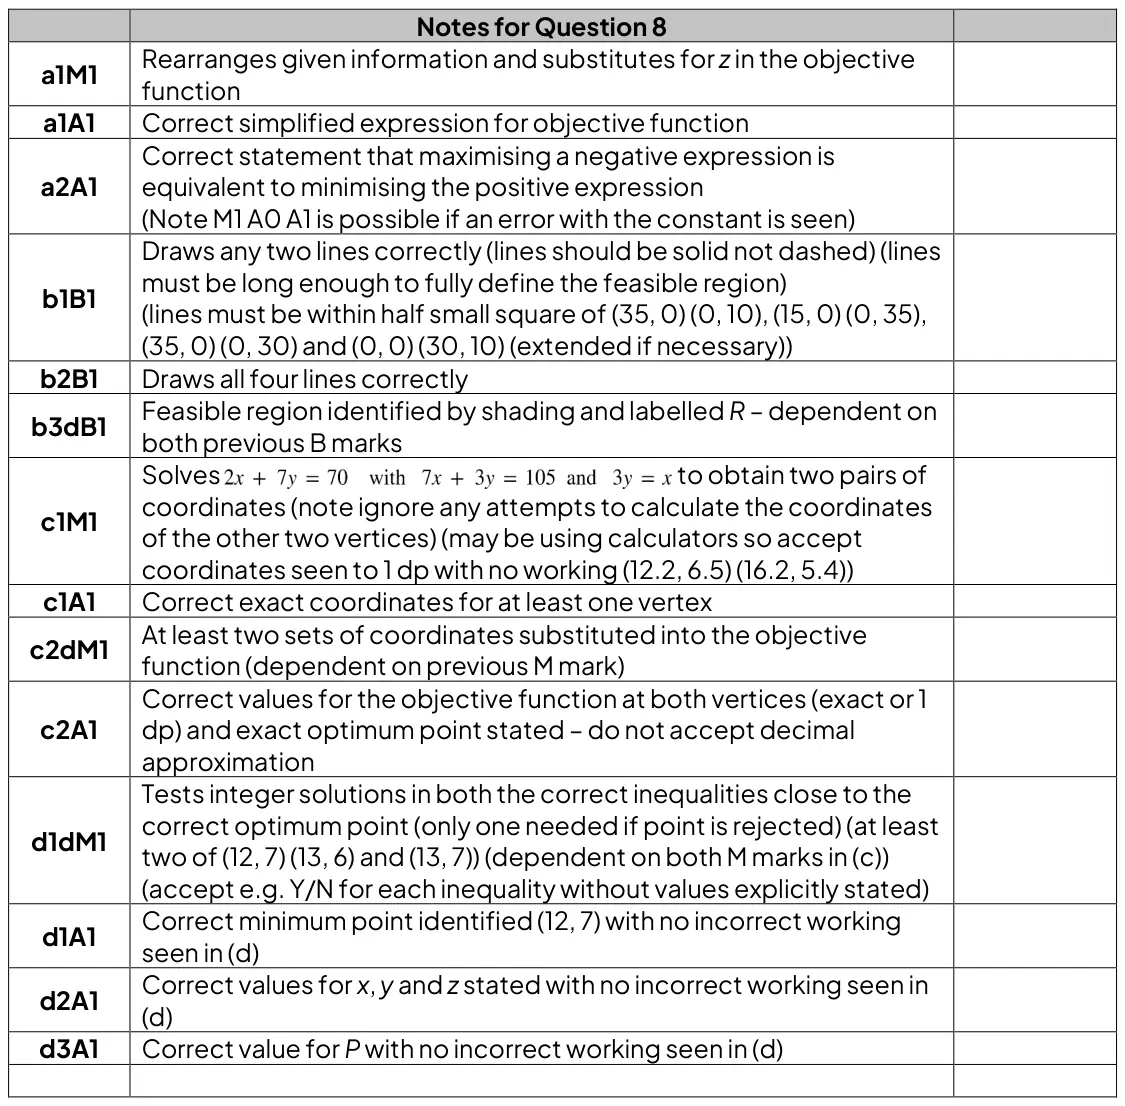 Notes for Question 8
a1M1
Rearranges given information and substitutes for z in the objective
function
a1A1
Correct simplified expression for objective function
a2A1
Correct statement that maximising a negative expression is
equivalent to minimising the positive expression
(Note M1 A0 A1 is possible if an error with the constant is seen)
b1B1
Draws any two lines correctly (lines should be solid not dashed) (lines
must be long enough to fully define the feasible region)
(lines must be within half small square of (35, 0) (0, 10), (15, 0) (0, 35),
(35, 0) (0, 30) and (0, 0) (30, 10) (extended if necessary))
b2B1
Draws all four lines correctly
b3dB1
Feasible region identified by shading and labelled R – dependent on
both previous B marks
c1M1
Solves 2x + 7y = 70 with 7x + 3y = 105 and 3y = x to obtain two pairs of
coordinates (note ignore any attempts to calculate the coordinates
of the other two vertices) (may be using calculators so accept
coordinates seen to 1 dp with no working (12.2, 6.5) (16.2, 5.4))
c1A1
Correct exact coordinates for at least one vertex
c2dM1
At least two sets of coordinates substituted into the objective
function (dependent on previous M mark)
c2A1
Correct values for the objective function at both vertices (exact or 1
dp) and exact optimum point stated – do not accept decimal
approximation
d1dM1
Tests integer solutions in both the correct inequalities close to the
correct optimum point (only one needed if point is rejected) (at least
two of (12, 7) (13, 6) and (13, 7)) (dependent on both M marks in (c))
(accept e.g. Y/N for each inequality without values explicitly stated)
d1A1
Correct minimum point identified (12, 7) with no incorrect working
seen in (d)
d2A1
Correct values for x, y and z stated with no incorrect working seen in
(d)
d3A1
Correct value for P with no incorrect working seen in (d)